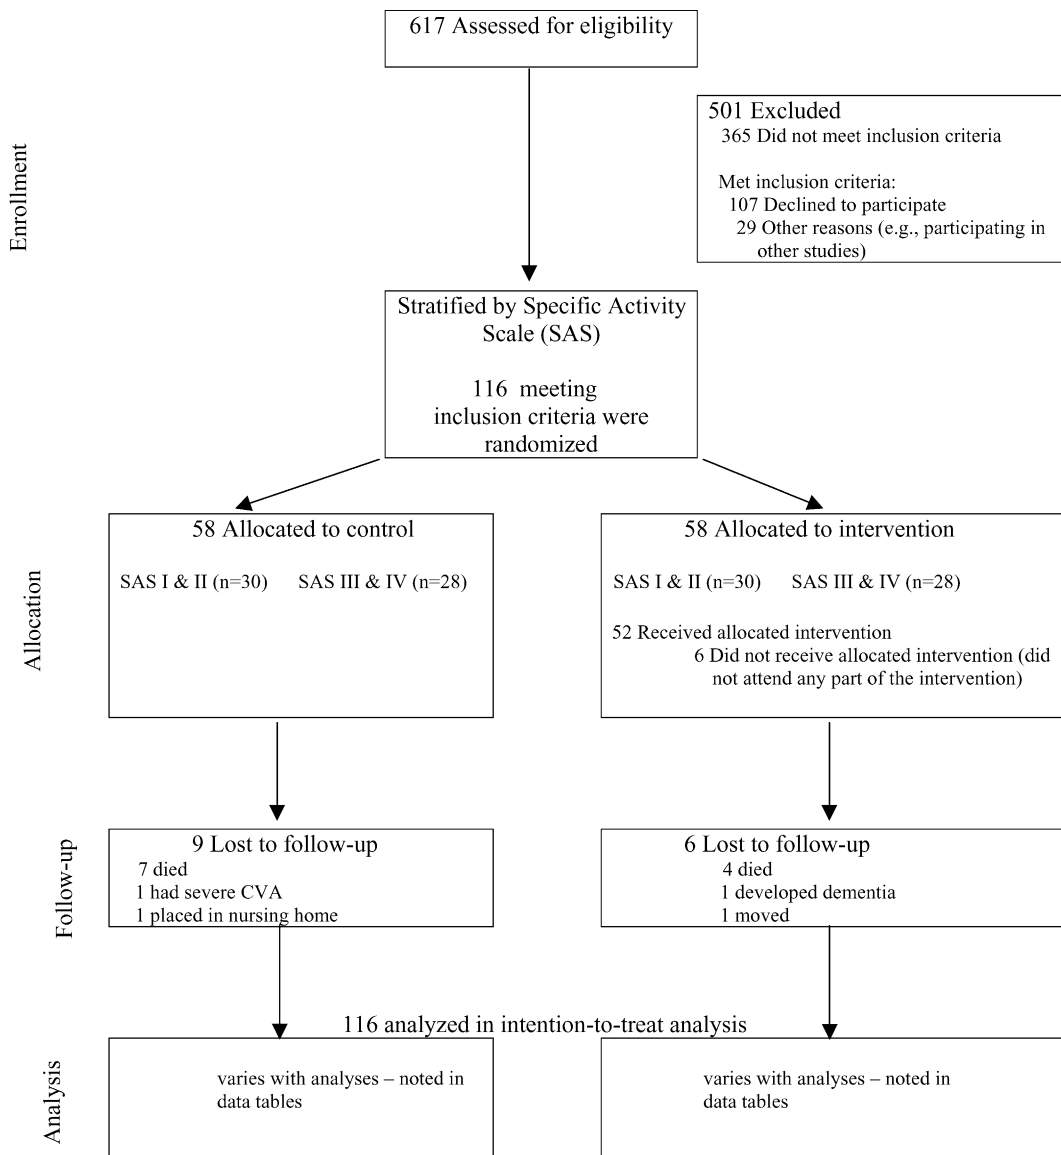 617 Assessed for eligibility
501 Excluded
365 Did not meet inclusion criteria
Met inclusion criteria:
107 Declined to participate
29 Other reasons (e.g., participating in
other studies)
Enrollment
Stratified by Specific Activity
Scale (SAS)
116 meeting
inclusion criteria were
randomized
Allocation
58 Allocated to control
SAS I & II (n=30) SAS III & IV (n=28)
58 Allocated to intervention
SAS I & II (n=30) SAS III & IV (n=28)
52 Received allocated intervention
6 Did not receive allocated intervention (did
not attend any part of the intervention)
Follow-up
9 Lost to follow-up
7 died
1 had severe CVA
1 placed in nursing home
6 Lost to follow-up
4 died
1 developed dementia
1 moved
116 analyzed in intention-to-treat analysis
Analysis
varies with analyses – noted in
data tables
varies with analyses – noted in
data tables